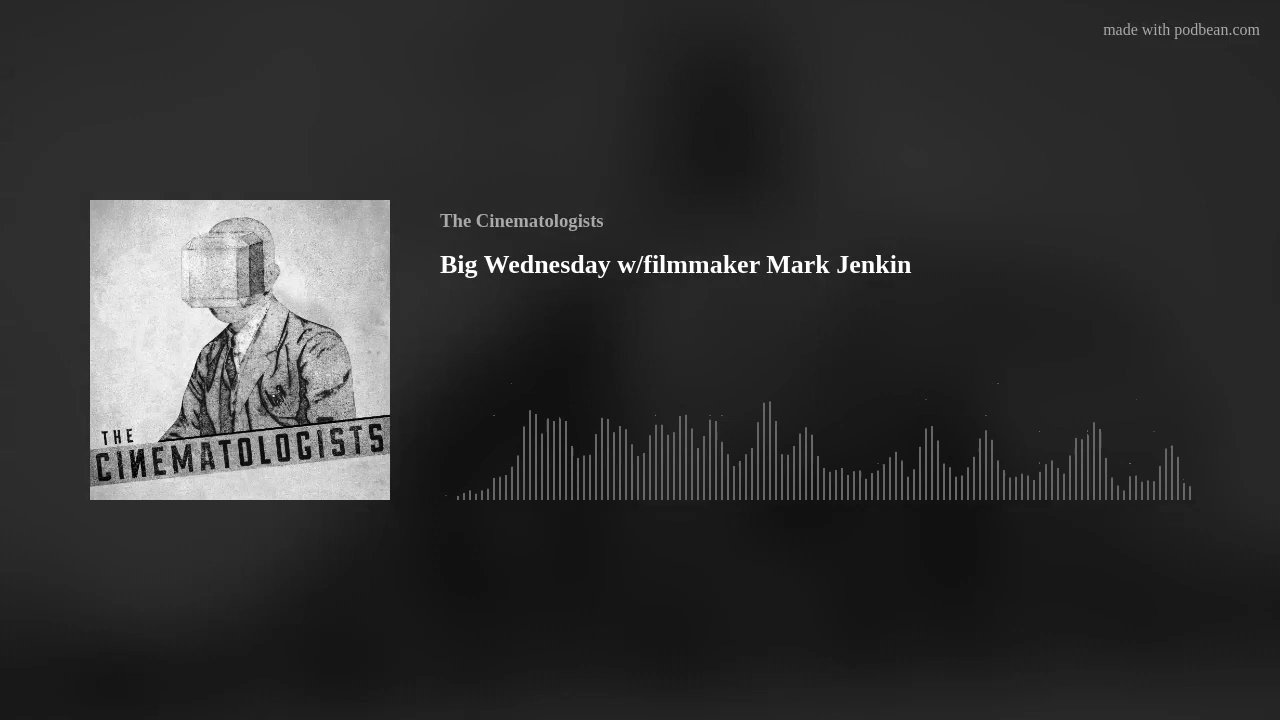 made with podbean.com
The Cinematologists
Big Wednesday w/filmmaker Mark Jenkin
THE
CINEMATOLOGISTS